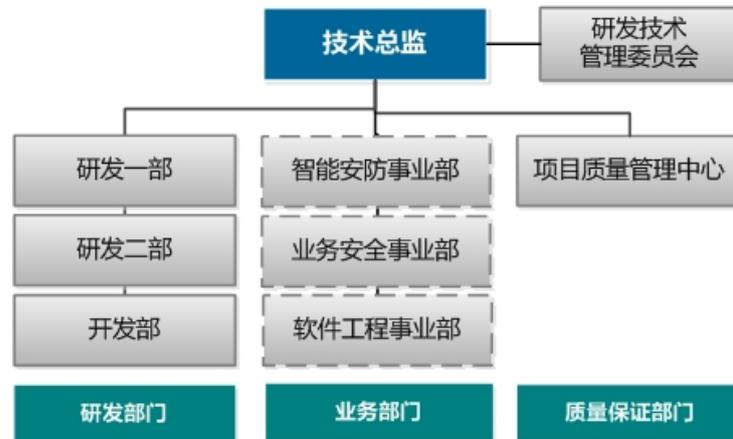 技术总监
研发技术
管理委员会
研发一部
智能安防事业部
项目质量管理中心
研发二部
业务安全事业部
开发部
软件工程事业部
研发部门
业务部门
质量保证部门